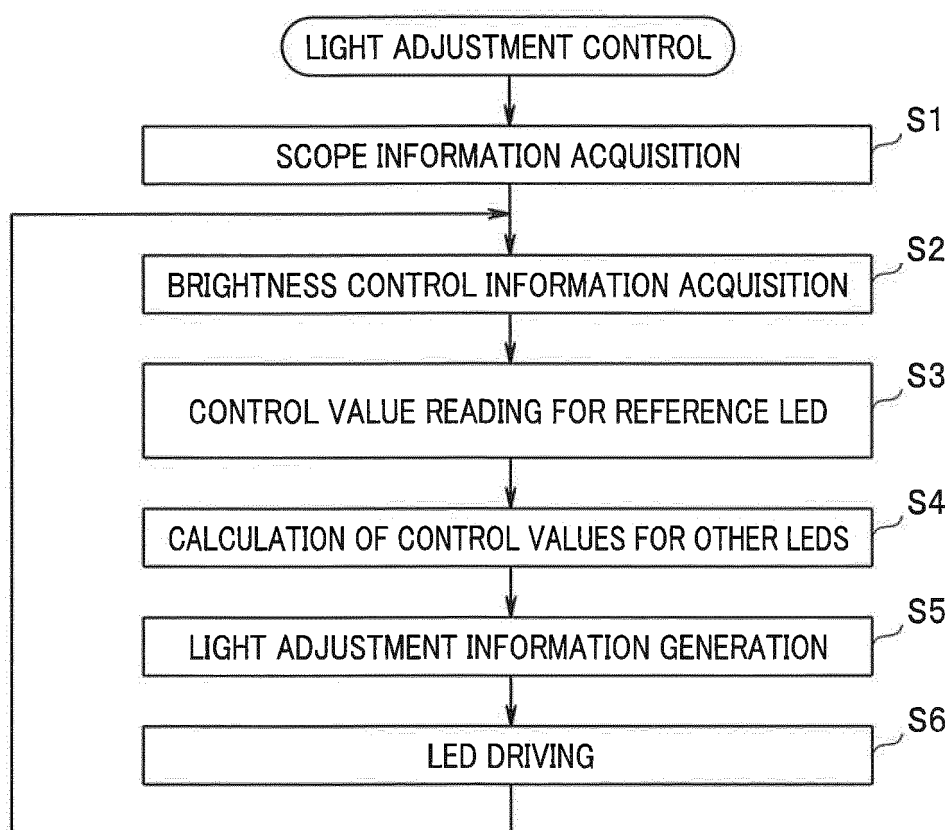 LIGHT ADJUSTMENT CONTROL
S1
SCOPE INFORMATION ACQUISITION
S2
BRIGHTNESS CONTROL INFORMATION ACQUISITION
S3
CONTROL VALUE READING FOR REFERENCE LED
S4
CALCULATION OF CONTROL VALUES FOR OTHER LEDS
S5
LIGHT ADJUSTMENT INFORMATION GENERATION
S6
LED DRIVING